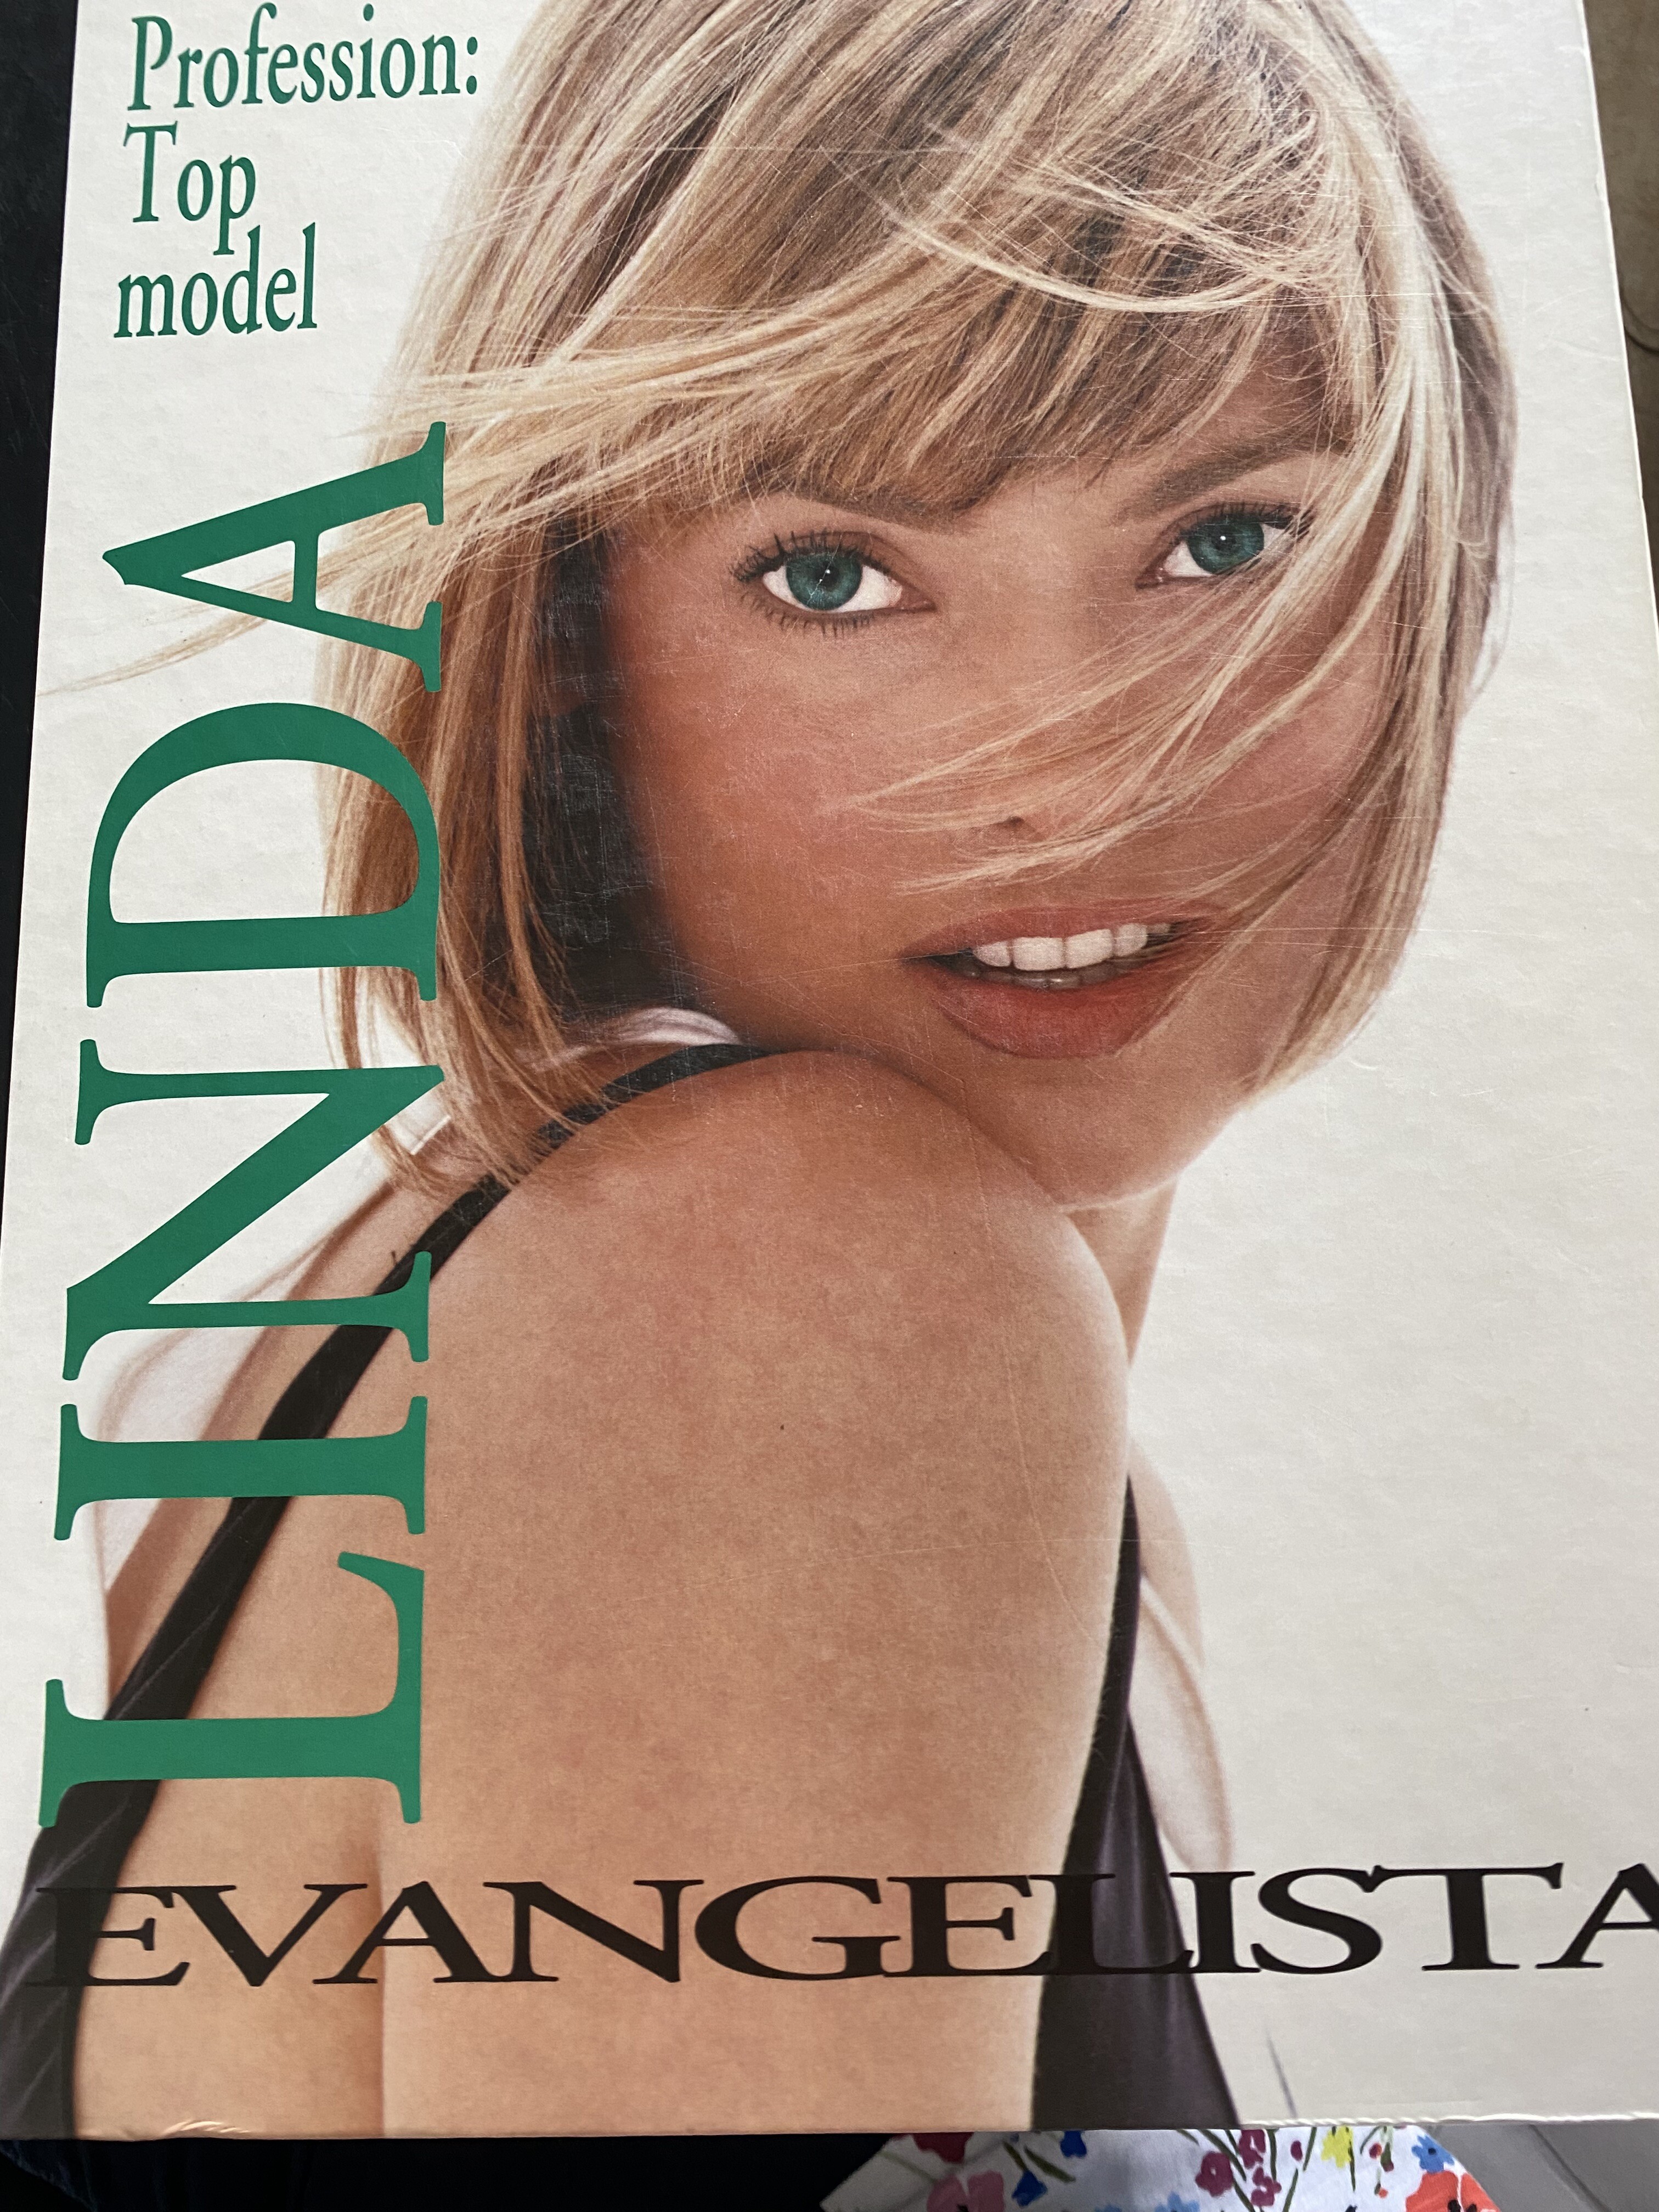 Profession:
Top
model
LINDA
EVANGELISTA